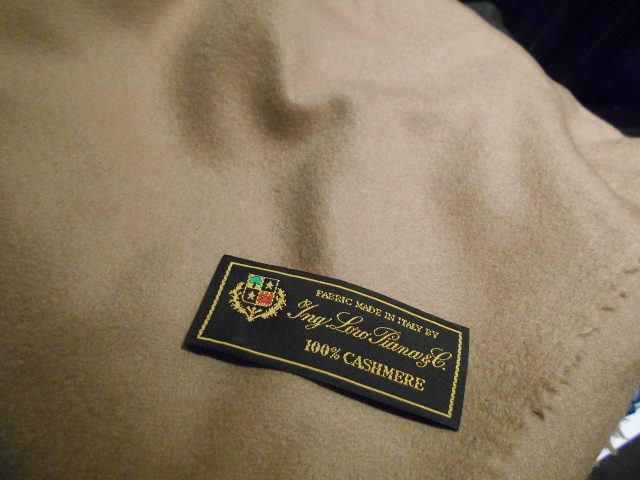 FABRIC MADE IN ITALY BY
Ing. Loro Piana & C.
100% CASHMERE